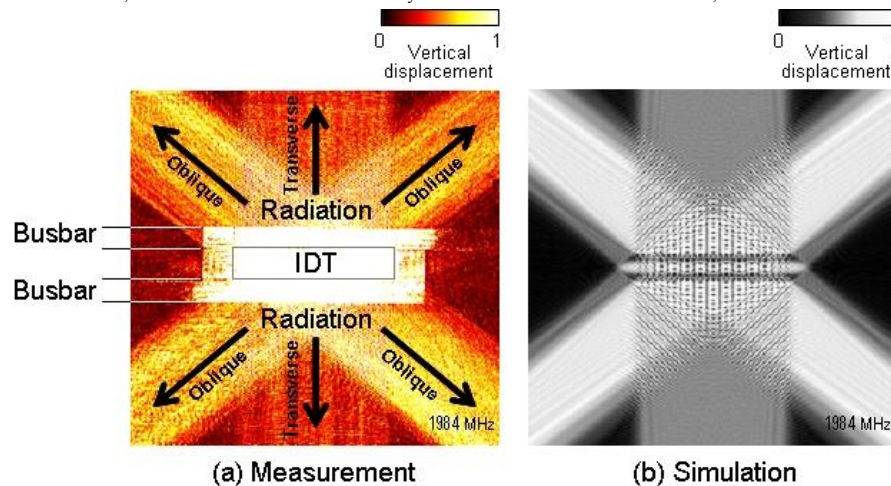 0 1
Vertical
displacement
0 1
Vertical
displacement
Transverse
Oblique
Oblique
Radiation
Busbar
IDT
Busbar
Radiation
Oblique
Transverse
Oblique
1984 MHz
1984 MHz
(a) Measurement
(b) Simulation